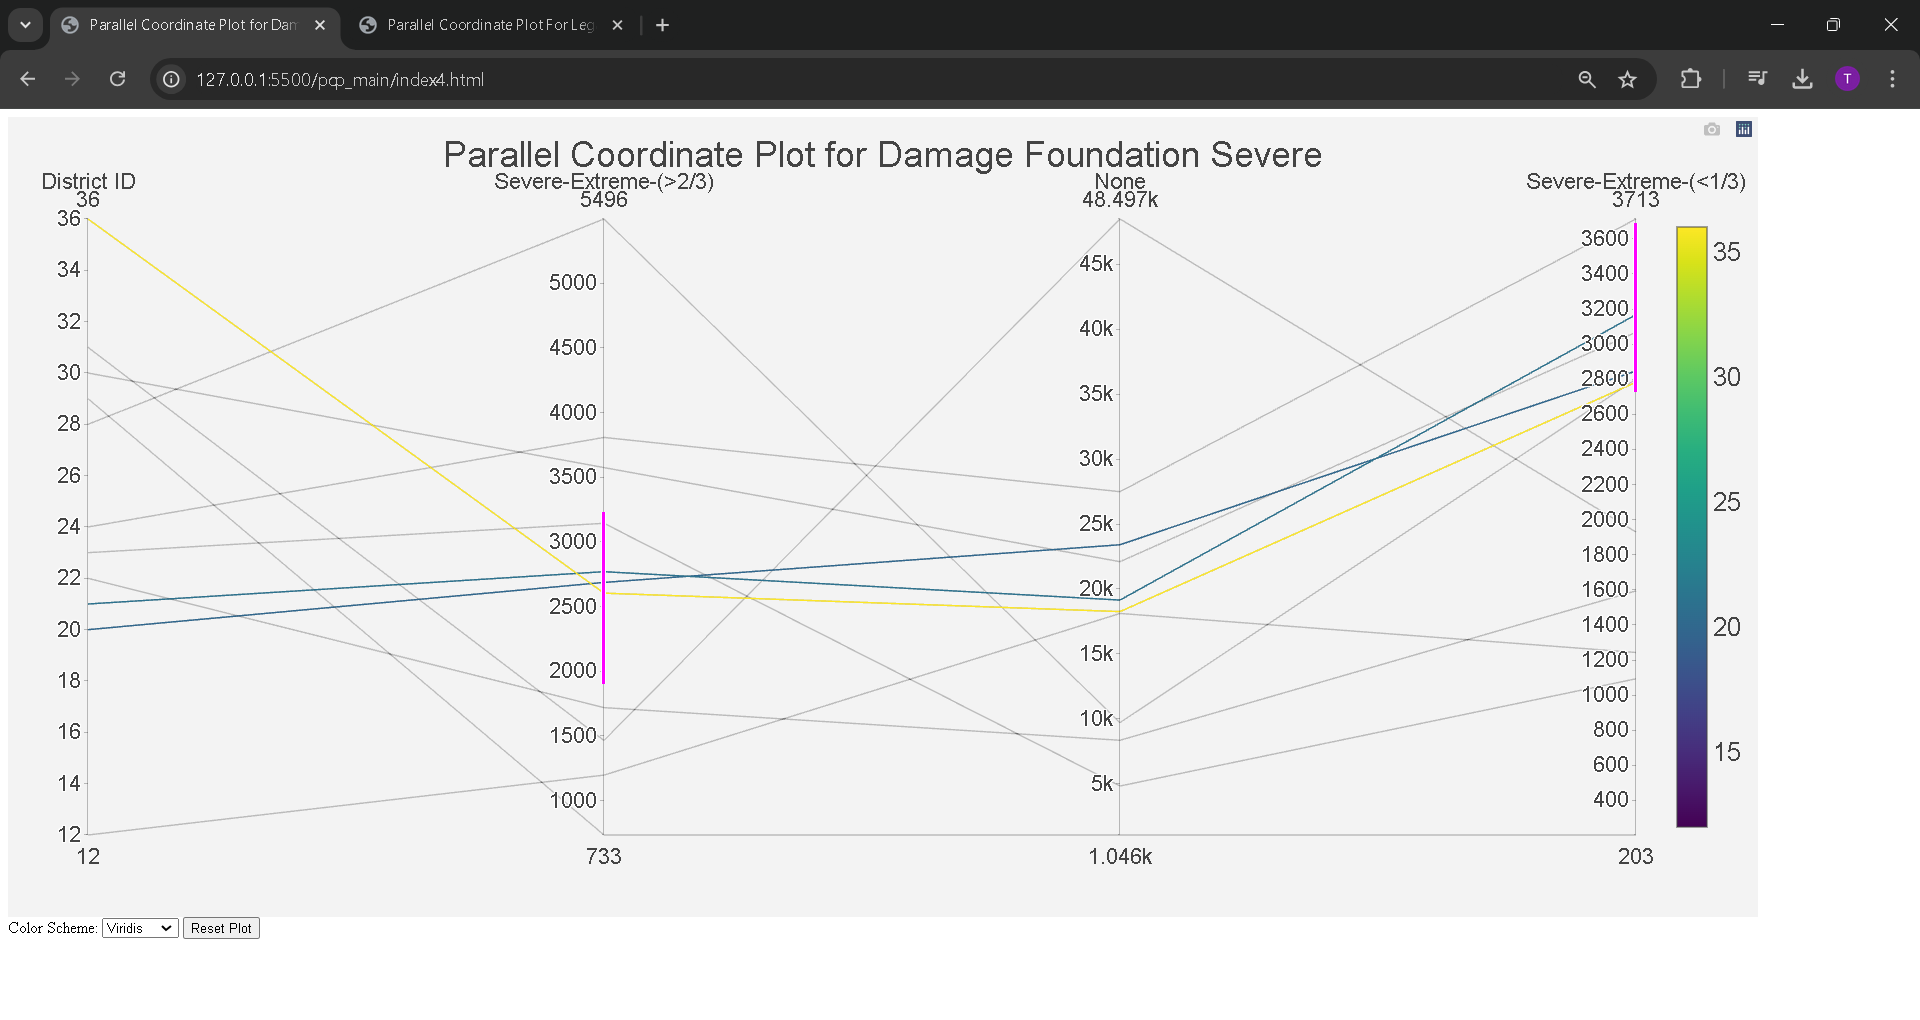 Parallel Coordinate Plot for Dam
Parallel Coordinate Plot For Leg
127.0.0.1:5500/pqp_main/index4.html
T
Parallel Coordinate Plot for Damage Foundation Severe
District ID
36
36
34
32
30
28
26
24
22
20
18
16
14
12
12
Severe-Extreme-(>2/3)
5496
5000
4500
4000
3500
3000
2500
2000
1500
1000
733
None
48.497k
45k
40k
35k
30k
25k
20k
15k
10k
5k
1.046k
Severe-Extreme-(<1/3)
3713
3600
3400
3200
3000
2800
2600
2400
2200
2000
1800
1600
1400
1200
1000
800
600
400
203
35
30
25
20
15
Color Scheme: Viridis Reset Plot